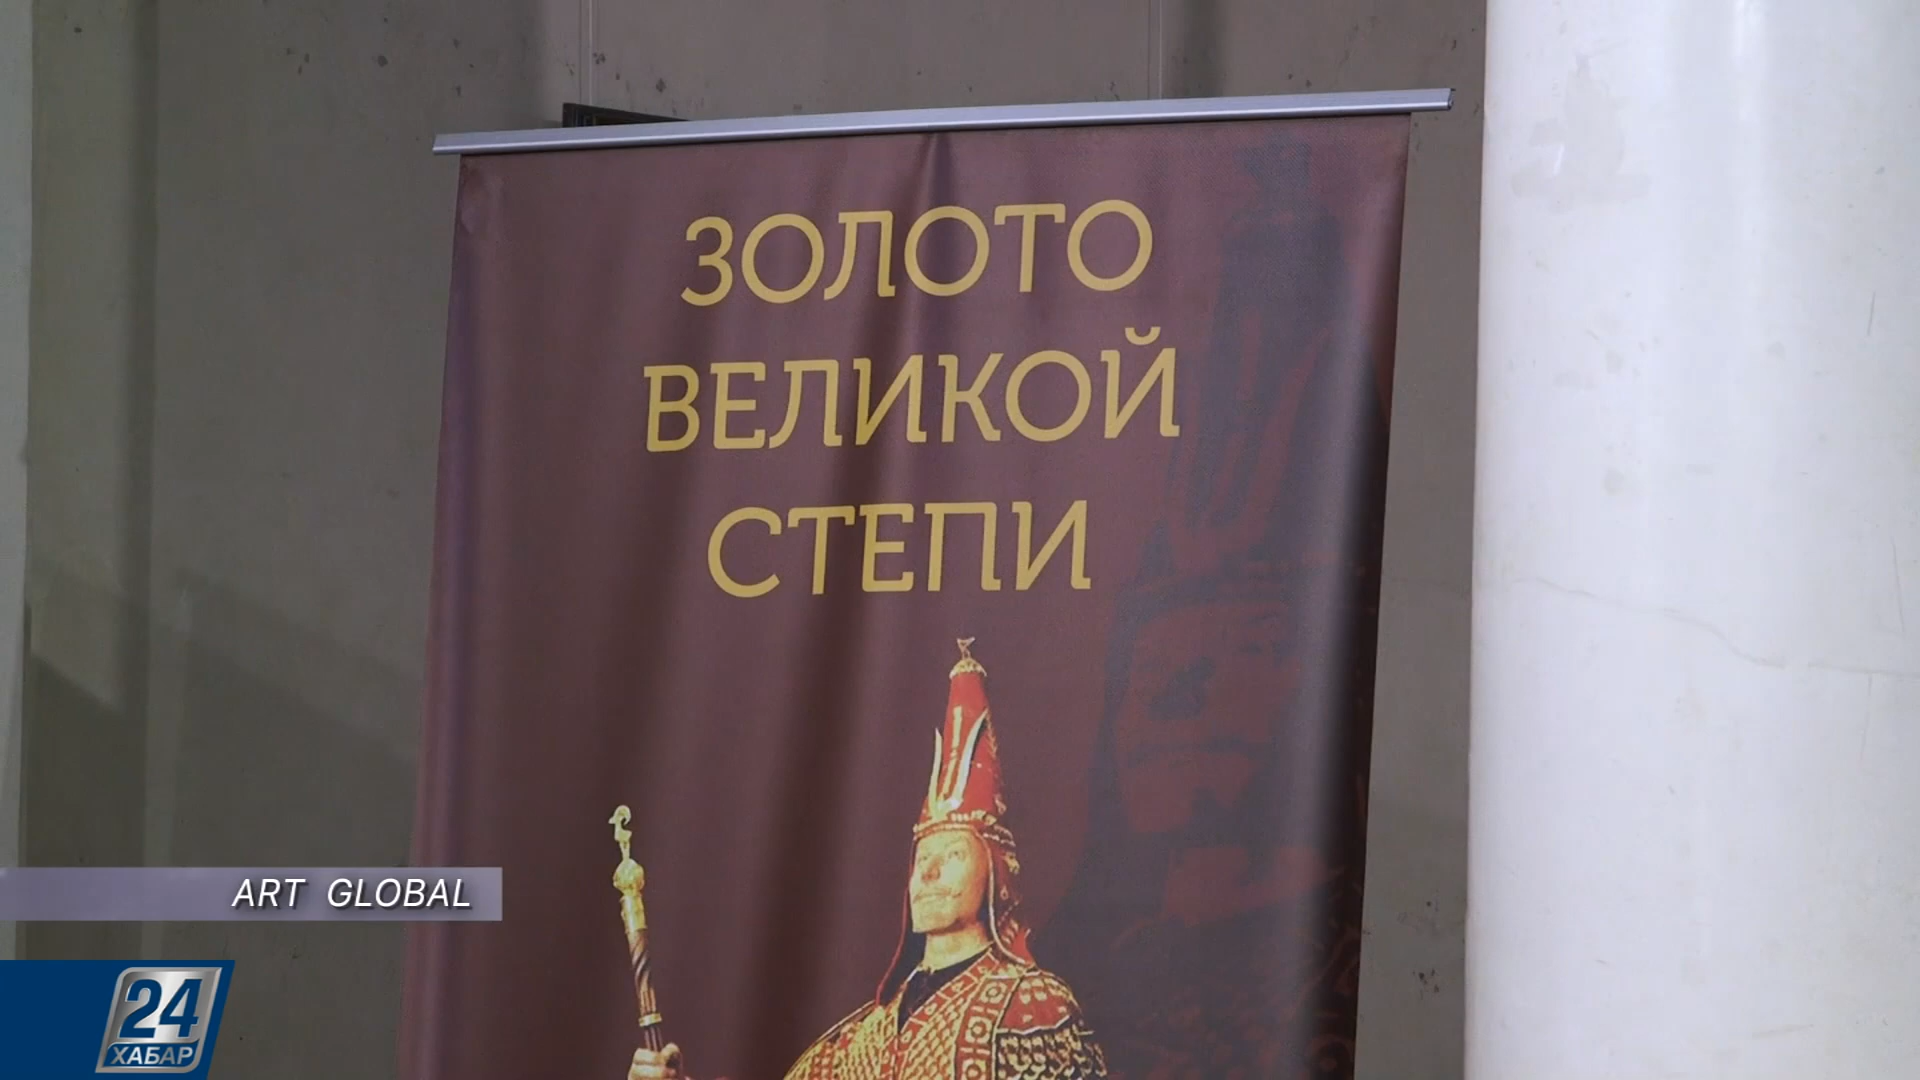 ЗОЛОТО
ВЕЛИКОЙ
СТЕПИ
ART GLOBAL
24
ХАБАР